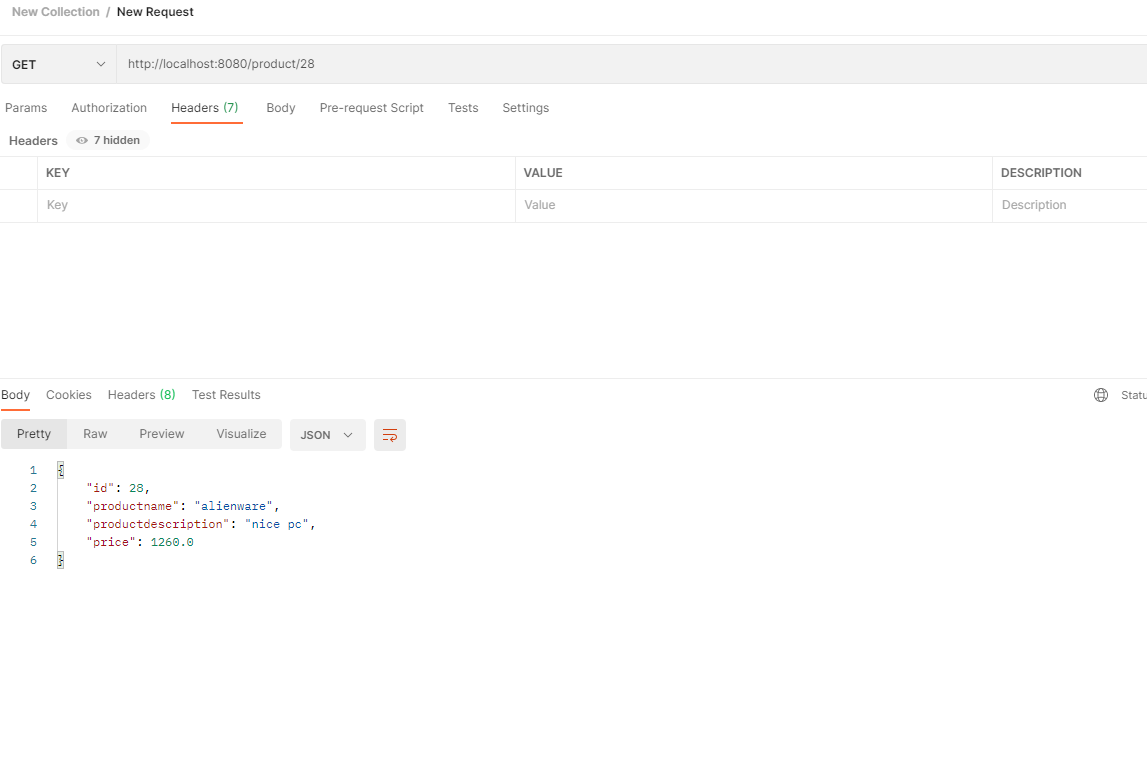 New Collection / New Request
GET http://localhost:8080/product/28
Params Authorization Headers (7) Body Pre-request Script Tests Settings
Headers 7 hidden
KEY VALUE DESCRIPTION
Key Value Description
Body Cookies Headers (8) Test Results Statu
Pretty Raw Preview Visualize JSON
1 {
2 "id": 28,
3 "productname": "alienware",
4 "productdescription": "nice pc",
5 "price": 1260.0
6 }